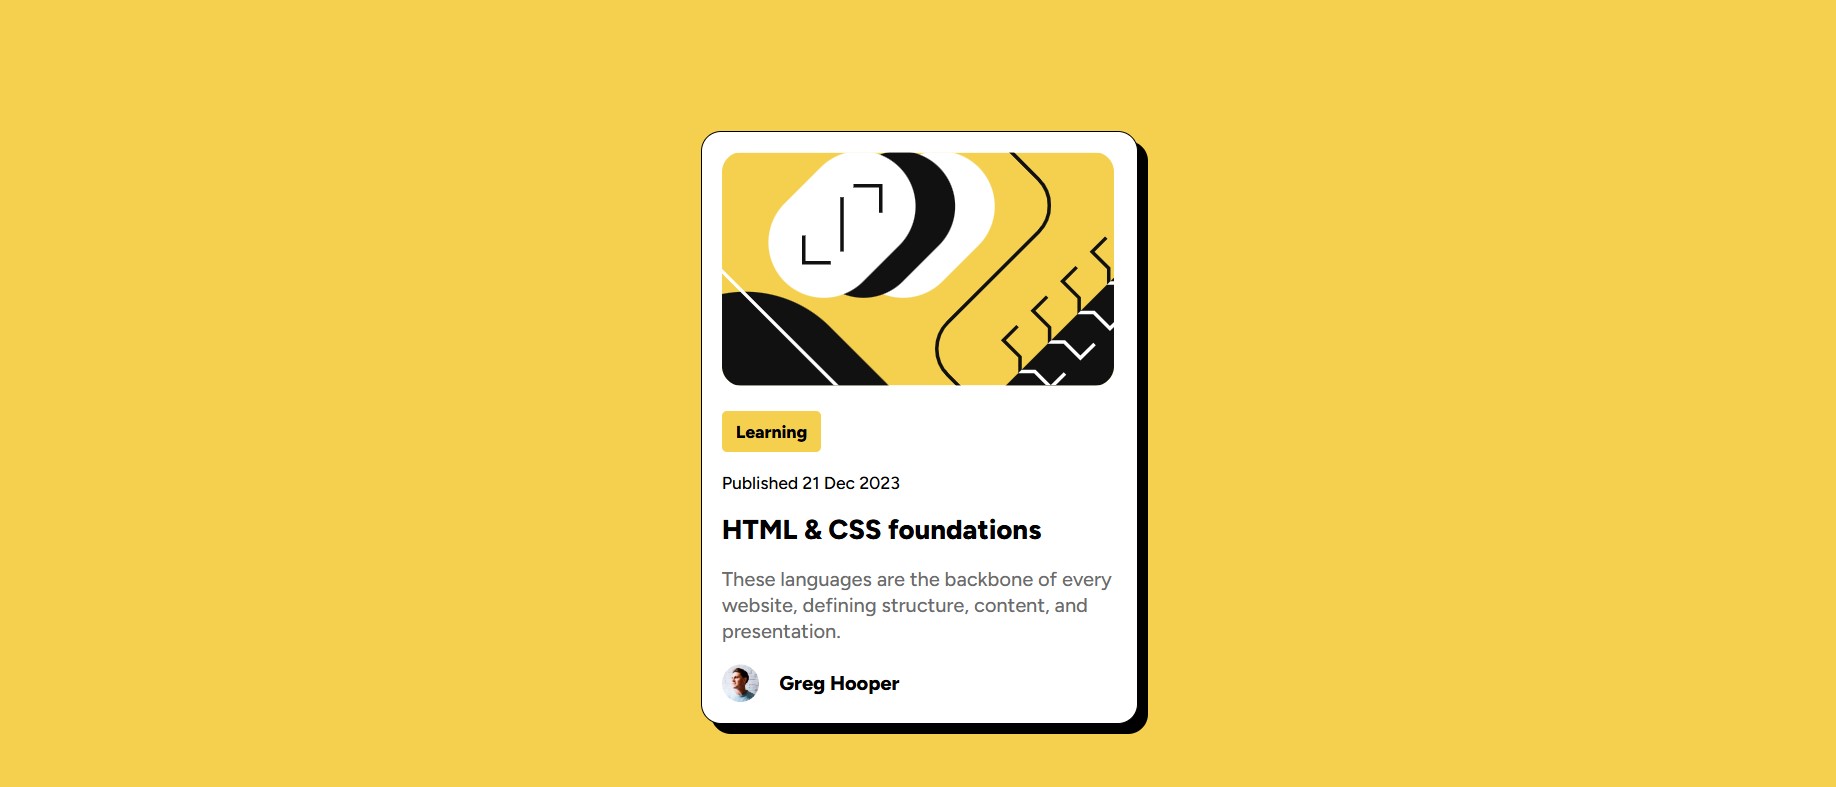 Learning
Published 21 Dec 2023
HTML & CSS foundations
These languages are the backbone of every
website, defining structure, content, and
presentation.
Greg Hooper